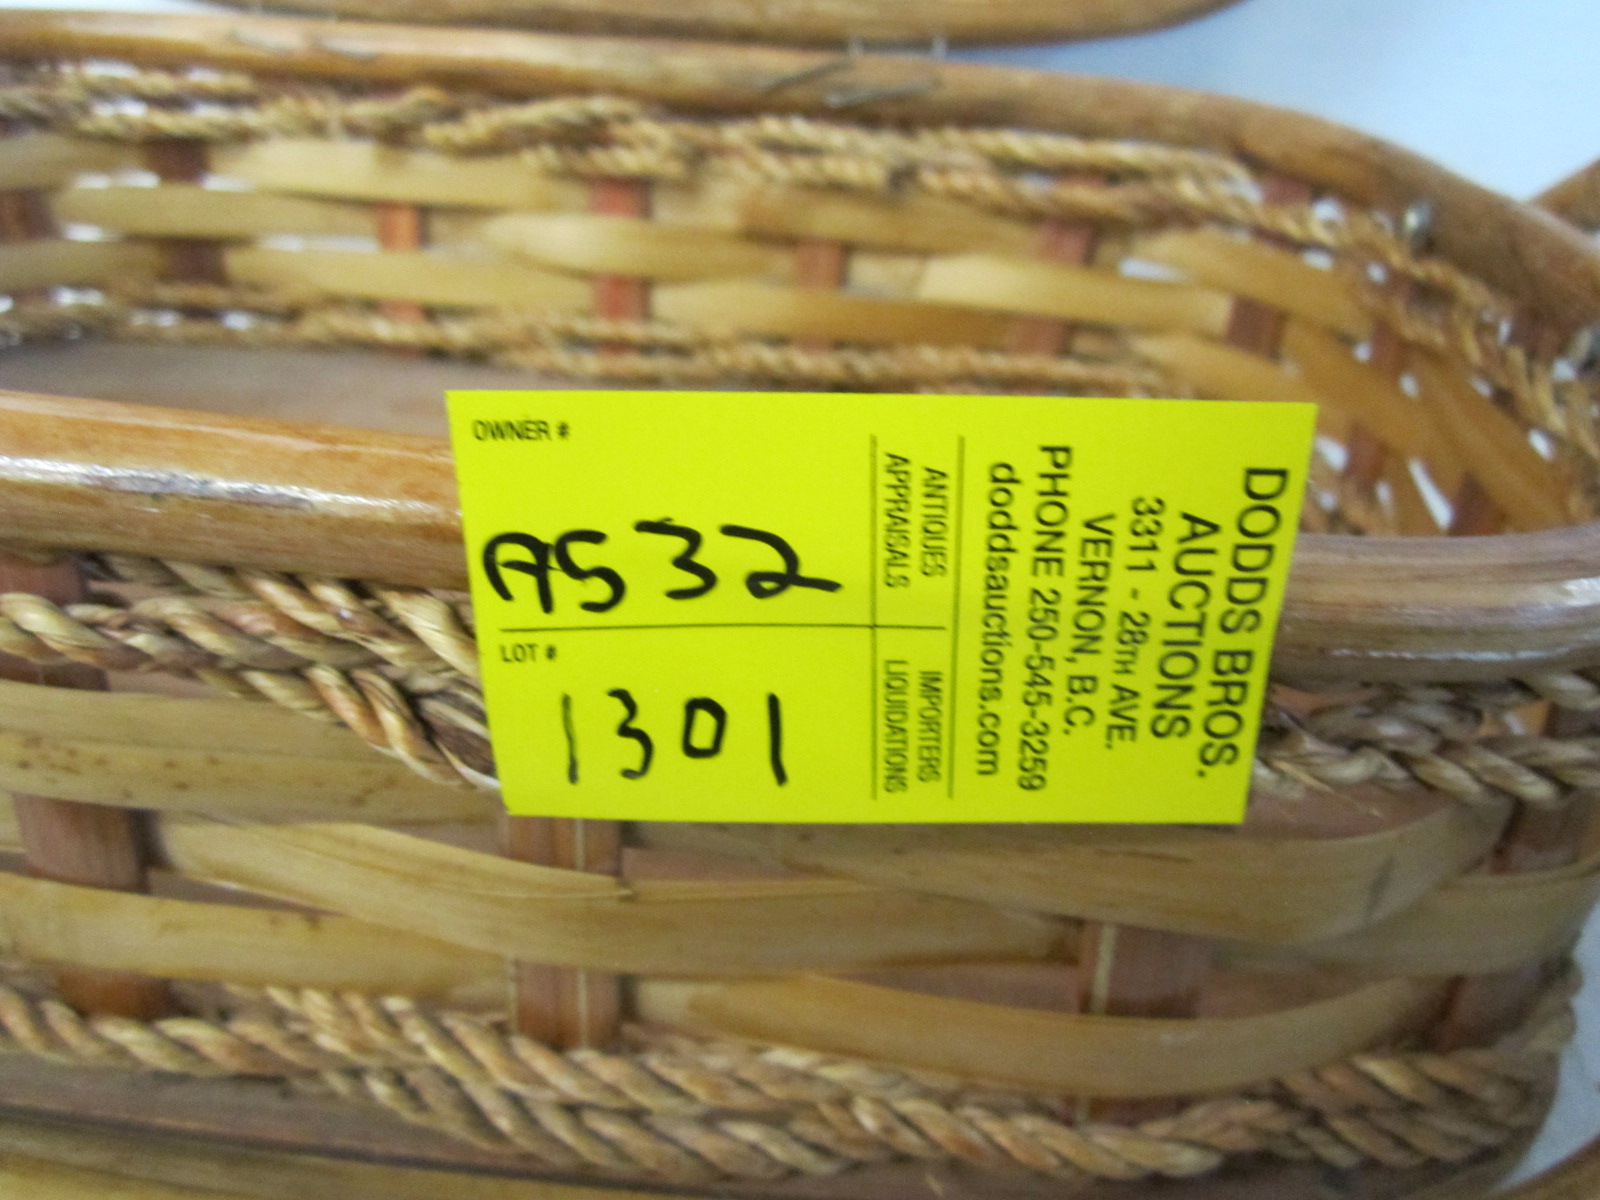 OWNER #
A532
LOT #
1301
ANTIQUES
APPRAISALS
IMPORTERS
LIQUIDATIONS
DODDS BROS.
AUCTIONS
3311 - 28TH AVE.
VERNON, B.C.
PHONE 250-545-3259
doddsauctions.com